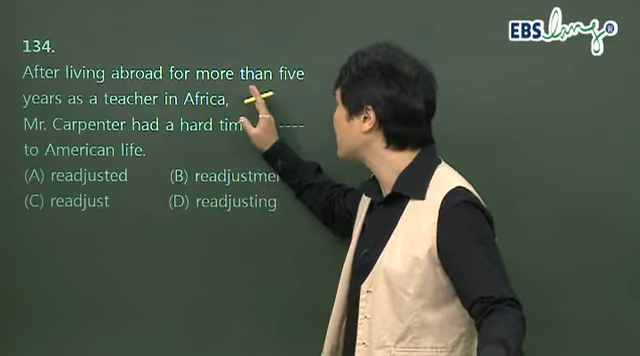 EBSlang®
134.
After living abroad for more than five
years as a teacher in Africa,
Mr. Carpenter had a hard
to American life.
(A) readjusted (B)
(C) readjust (D) readjusting